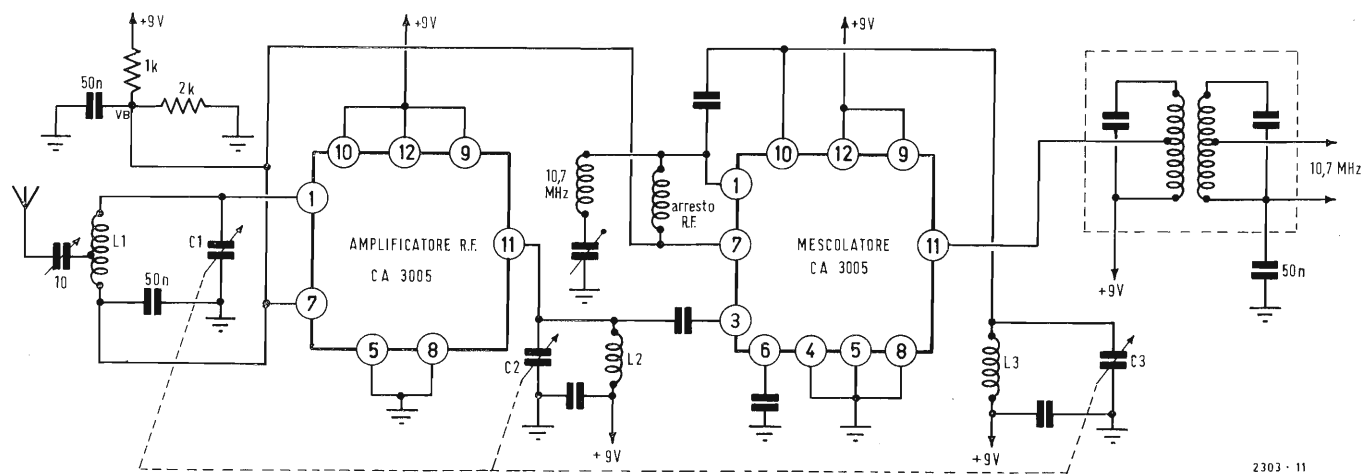 +9V
1k
50n
2k
VB
+9V
+9V
10
12
9
1
L1
C1
10
50n
7
AMPLIFICATORE R.F.
CA 3005
11
5
8
C2
L2
+9V
10,7
MHz
arresto
R.F.
10
12
9
1
7
3
MESCOLATORE
CA 3005
11
6
4
5
8
L3
C3
+9V
10,7 MHz
+9V
50n
2303 - 11